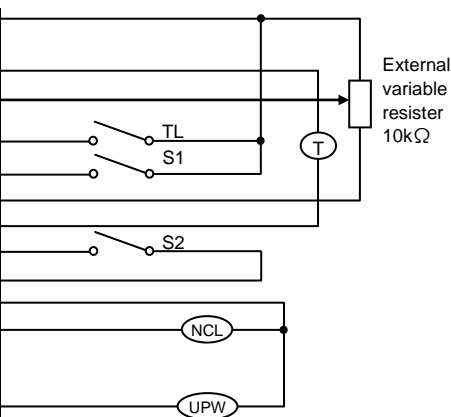 External
variable
resister
10kΩ
TL
T
S1
S2
NCL
UPW